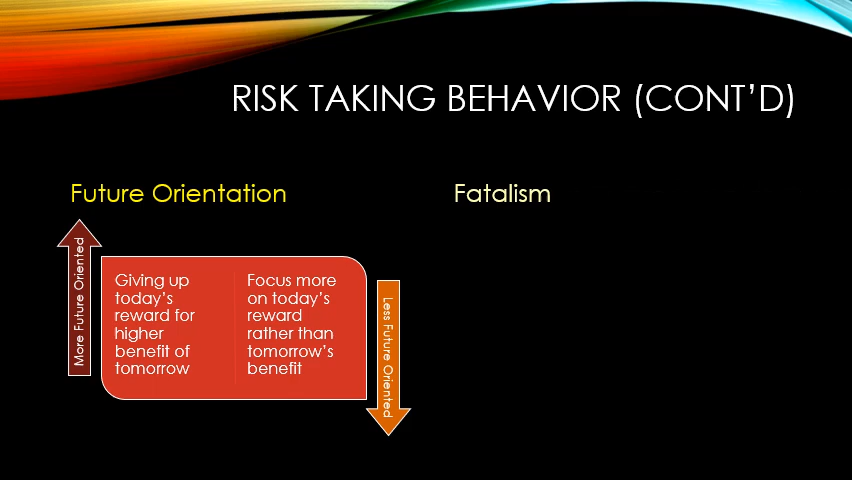 RISK TAKING BEHAVIOR (CONT’D)
Future Orientation
More Future Oriented
Giving up
today’s
reward for
higher
benefit of
tomorrow
Focus more
on today’s
reward
rather than
tomorrow’s
benefit
Less Future Oriented
Fatalism